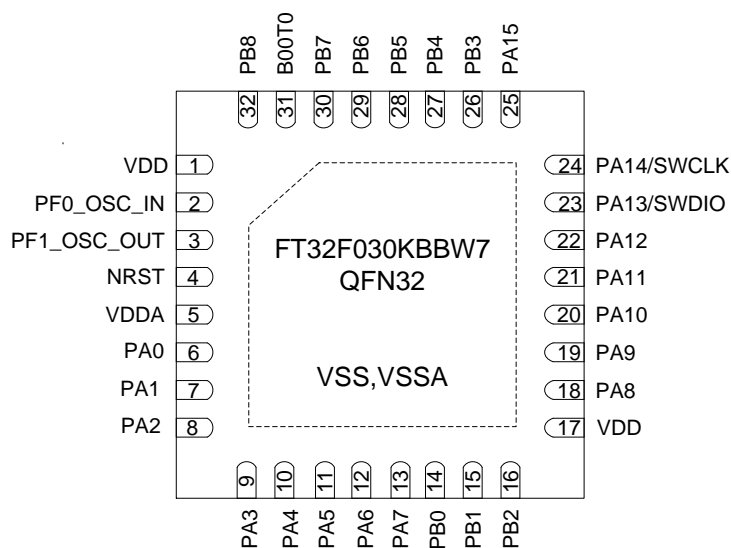 PB8
B00T0
PB7
PB6
PB5
PB4
PB3
PA15
32
31
30
29
28
27
26
25
VDD 1
PF0_OSC_IN 2
PF1_OSC_OUT 3
NRST 4
VDDA 5
PA0 6
PA1 7
PA2 8
FT32F030KBBW7
QFN32
VSS,VSSA
24 PA14/SWCLK
23 PA13/SWDIO
22 PA12
21 PA11
20 PA10
19 PA9
18 PA8
17 VDD
9
10
11
12
13
14
15
16
PA3
PA4
PA5
PA6
PA7
PB0
PB1
PB2